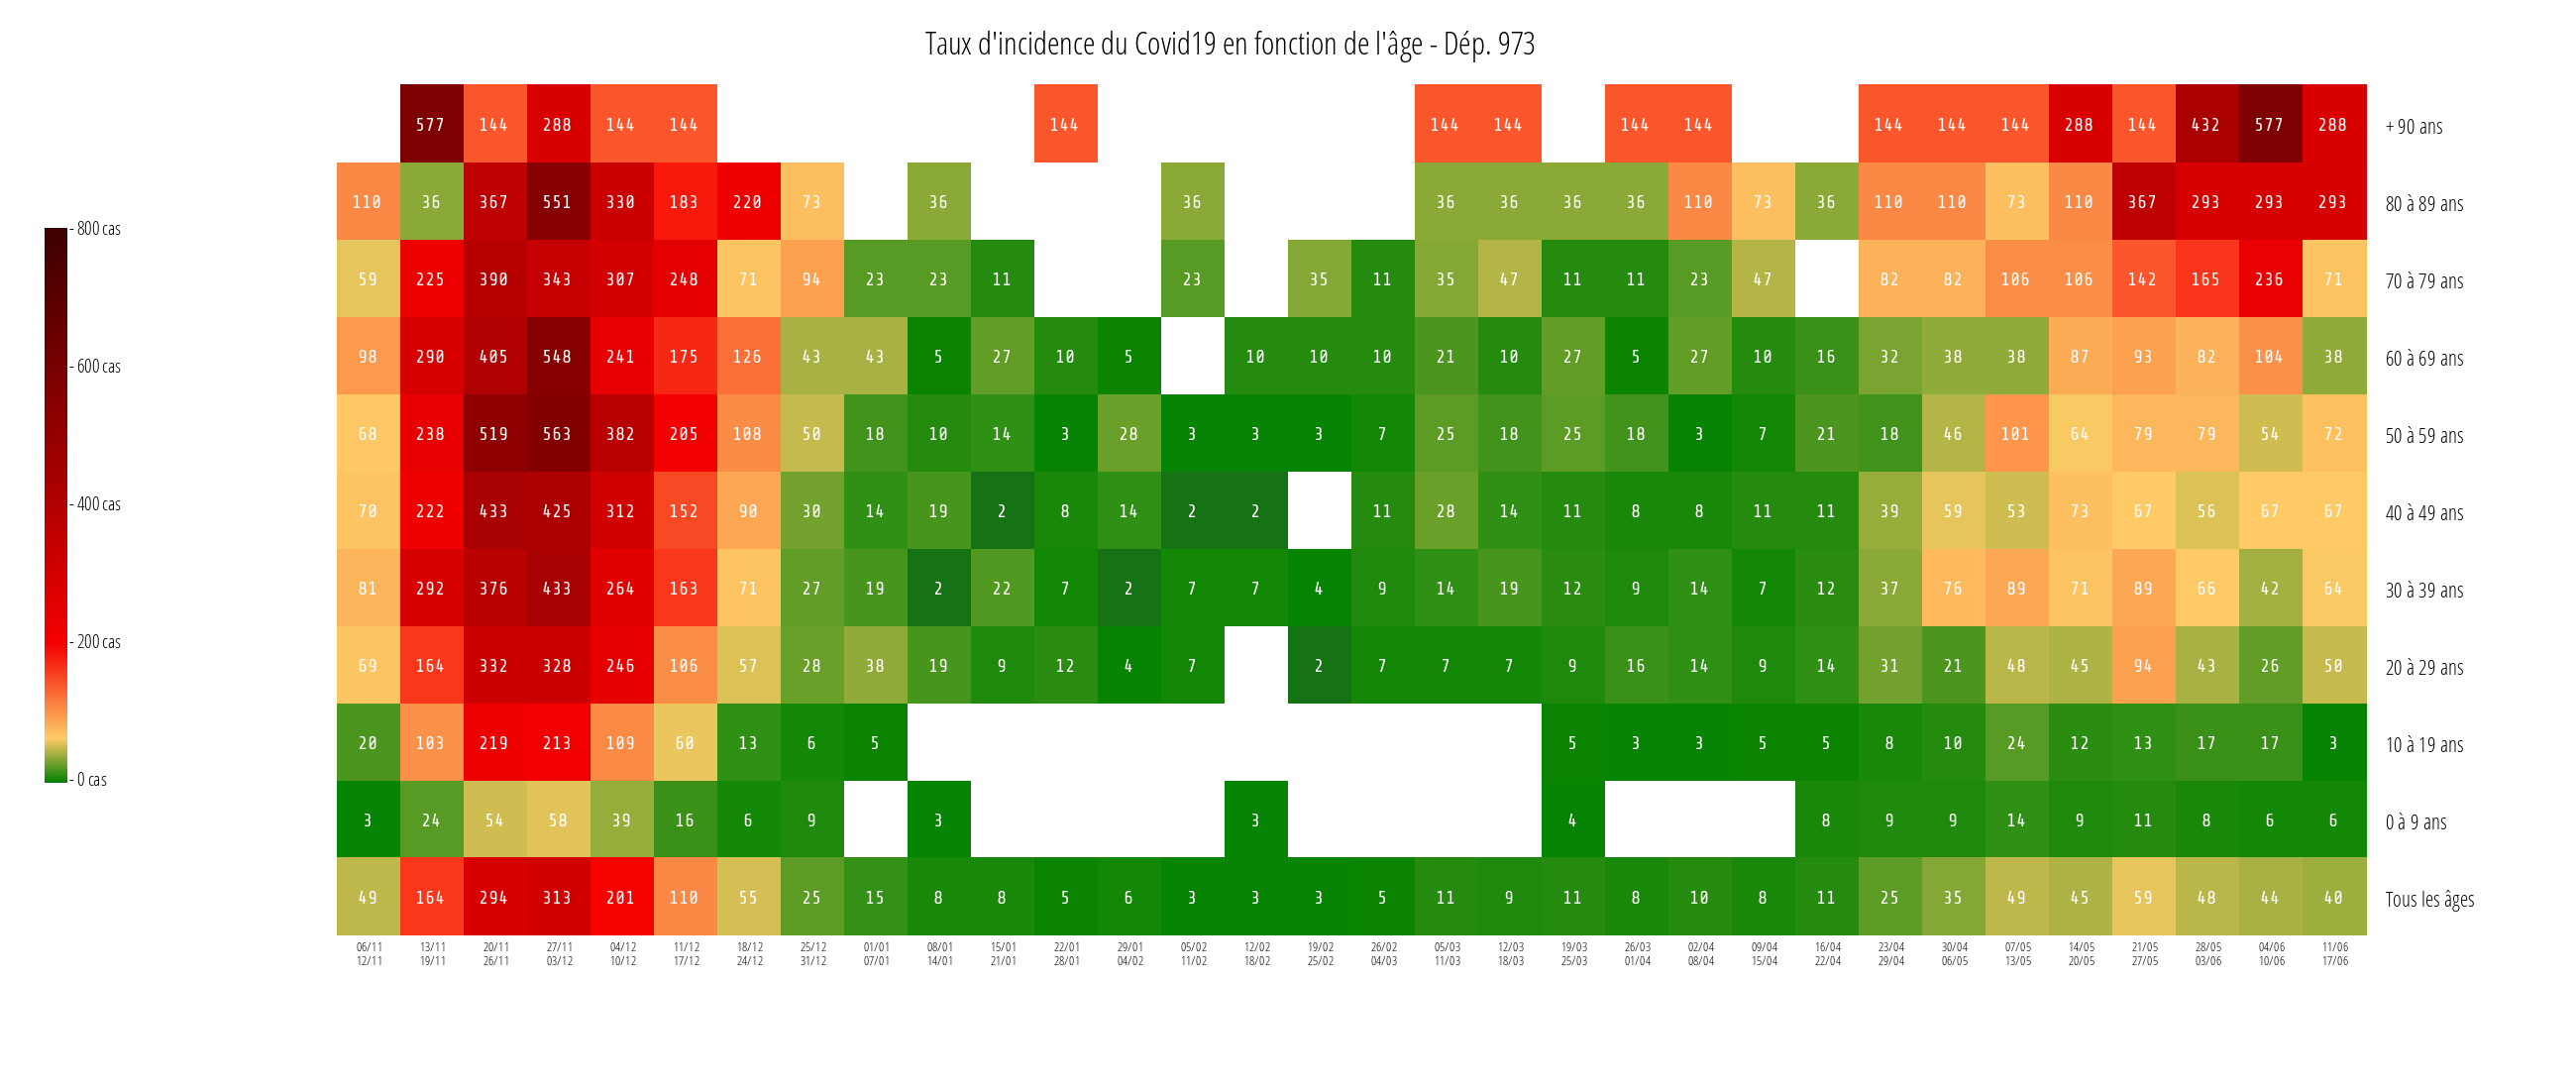 Taux d'incidence du Covid19 en fonction de l'âge - Dép. 973
- 800 cas
- 600 cas
- 400 cas
- 200 cas
- 0 cas
577 144 288 144 144 144 144 144 144 144 144 144 144 288 144 432 577 288 + 90 ans
110 36 367 551 330 183 220 73 36 36 36 36 36 36 110 73 36 110 110 73 110 367 293 293 293 80 à 89 ans
59 225 390 343 307 248 71 94 23 23 11 23 35 11 35 47 11 11 23 47 82 82 106 106 142 165 236 71 70 à 79 ans
98 290 405 548 241 175 126 43 43 5 27 10 5 10 10 10 21 10 27 5 27 10 16 32 38 38 87 93 82 104 38 60 à 69 ans
68 238 519 563 382 205 108 50 18 10 14 3 28 3 3 3 7 25 18 25 18 3 7 21 18 46 101 64 79 79 54 72 50 à 59 ans
70 222 433 425 312 152 90 30 14 19 2 8 14 2 2 11 28 14 11 8 8 11 11 39 59 53 73 67 56 67 67 40 à 49 ans
81 292 376 433 264 163 71 27 19 2 22 7 2 7 7 4 9 14 19 12 9 14 7 12 37 76 89 71 89 66 42 64 30 à 39 ans
69 164 332 328 246 106 57 28 38 19 9 12 4 7 2 7 7 7 9 16 14 9 14 31 21 48 45 94 43 26 50 20 à 29 ans
20 103 219 213 109 60 13 6 5 5 3 3 5 5 8 10 24 12 13 17 17 3 10 à 19 ans
3 24 54 58 39 16 6 9 3 3 4 8 9 9 14 9 11 8 6 6 0 à 9 ans
49 164 294 313 201 110 55 25 15 8 8 5 6 3 3 3 5 11 9 11 8 10 8 11 25 35 49 45 59 48 44 40 Tous les âges
06/11 13/11 20/11 27/11 04/12 11/12 18/12 25/12 01/01 08/01 15/01 22/01 29/01 05/02 12/02 19/02 26/02 05/03 12/03 19/03 26/03 02/04 09/04 16/04 23/04 30/04 07/05 14/05 21/05 28/05 04/06 11/06
12/11 19/11 26/11 03/12 10/12 17/12 24/12 31/12 07/01 14/01 21/01 28/01 04/02 11/02 18/02 25/02 04/03 11/03 18/03 25/03 01/04 08/04 15/04 22/04 29/04 06/05 13/05 20/05 27/05 03/06 10/06 17/06